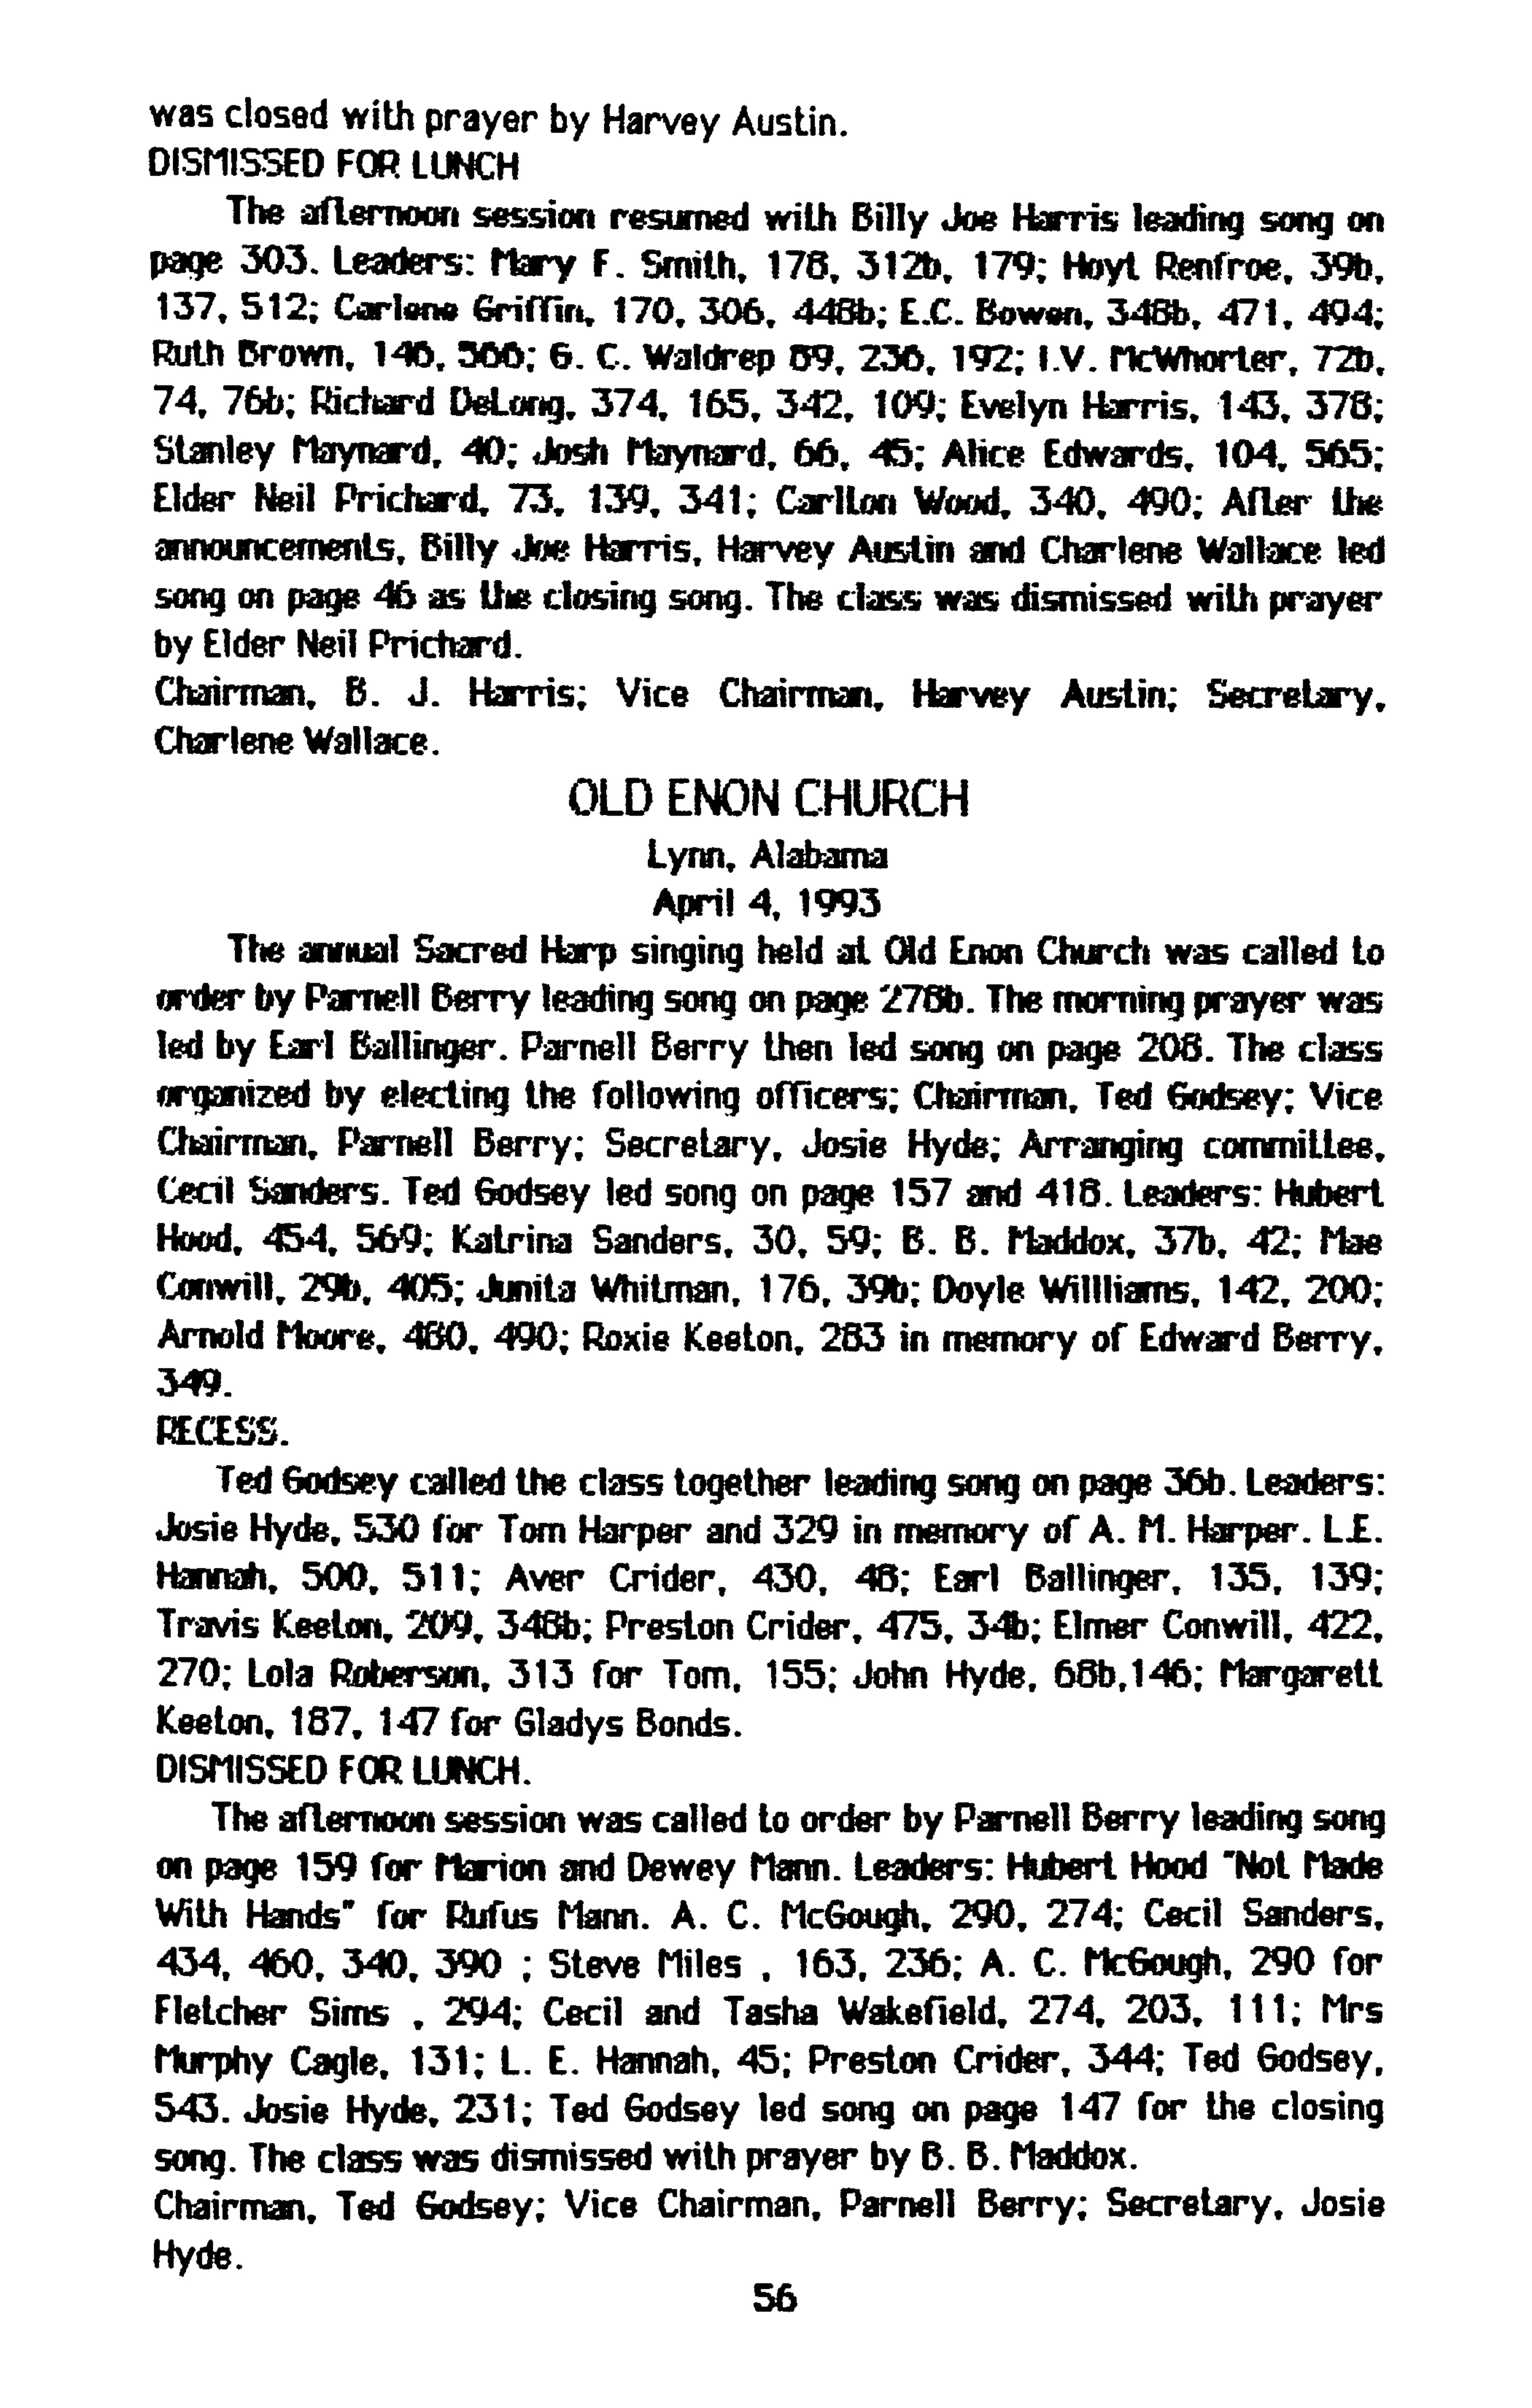 was closed with prayer by Harvey Austin.
DISMISSED FOR LUNCH
The afternoon session resumed with Billy Joe Harris leading song on
page 303. Leaders: Mary F. Smith, 178, 312b, 179; Hoyt Renfroe, 39b,
137, 512; Carlene Griffin, 170, 306, 448b; E.C. Bowen, 348b, 471, 494;
Ruth Brown, 146, 566; G. C. Waldrep 89, 236, 192; I.V. McWhorter, 72b,
74, 76b; Richard DeLong, 374, 165, 342, 109; Evelyn Harris, 143, 378;
Stanley Maynard, 40; Josh Maynard, 66, 45; Alice Edwards, 104, 565;
Elder Neil Prichard, 73, 139, 341; Carlton Wood, 340, 490; After the
announcements, Billy Joe Harris, Harvey Austin and Charlene Wallace led
song on page 46 as the closing song. The class was dismissed with prayer
by Elder Neil Prichard.
Chairman, B. J. Harris; Vice Chairman, Harvey Austin; Secretary,
Charlene Wallace.
OLD ENON CHURCH
Lynn, Alabama
April 4, 1993
The annual Sacred Harp singing held at Old Enon Church was called to
order by Parnell Berry leading song on page 278b. The morning prayer was
led by Earl Ballinger. Parnell Berry then led song on page 208. The class
organized by electing the following officers; Chairman, Ted Godsey; Vice
Chairman, Parnell Berry; Secretary, Josie Hyde; Arranging committee,
Cecil Sanders. Ted Godsey led song on page 157 and 418. Leaders: Hubert
Hood, 454, 569; Katrina Sanders, 30, 59; B. B. Maddox, 37b, 42; Mae
Conwill, 29b, 405; Junita Whitman, 176, 39b; Doyle Willliams, 142, 200;
Arnold Moore, 480, 490; Roxie Keeton, 283 in memory of Edward Berry,
349.
RECESS.
Ted Godsey called the class together leading song on page 36b. Leaders:
Josie Hyde, 530 for Tom Harper and 329 in memory of A. M. Harper. L.E.
Hannah, 500, 511; Aver Crider, 430, 48; Earl Ballinger, 135, 139;
Travis Keeton, 209, 348b; Preston Crider, 475, 34b; Elmer Conwill, 422,
270; Lola Roberson, 313 for Tom, 155; John Hyde, 68b,146; Margarett
Keeton, 187, 147 for Gladys Bonds.
DISMISSED FOR LUNCH.
The afternoon session was called to order by Parnell Berry leading song
on page 159 for Marion and Dewey Mann. Leaders: Hubert Hood "Not Made
With Hands" for Rufus Mann. A. C. McGough, 290, 274; Cecil Sanders,
434, 460, 340, 390 ; Steve Miles , 163, 236; A. C. McGough, 290 for
Fletcher Sims , 294; Cecil and Tasha Wakefield, 274, 203, 111; Mrs
Murphy Cagle, 131; L. E. Hannah, 45; Preston Crider, 344; Ted Godsey,
543. Josie Hyde, 231; Ted Godsey led song on page 147 for the closing
song. The class was dismissed with prayer by B. B. Maddox.
Chairman, Ted Godsey; Vice Chairman, Parnell Berry; Secretary, Josie
Hyde.
56